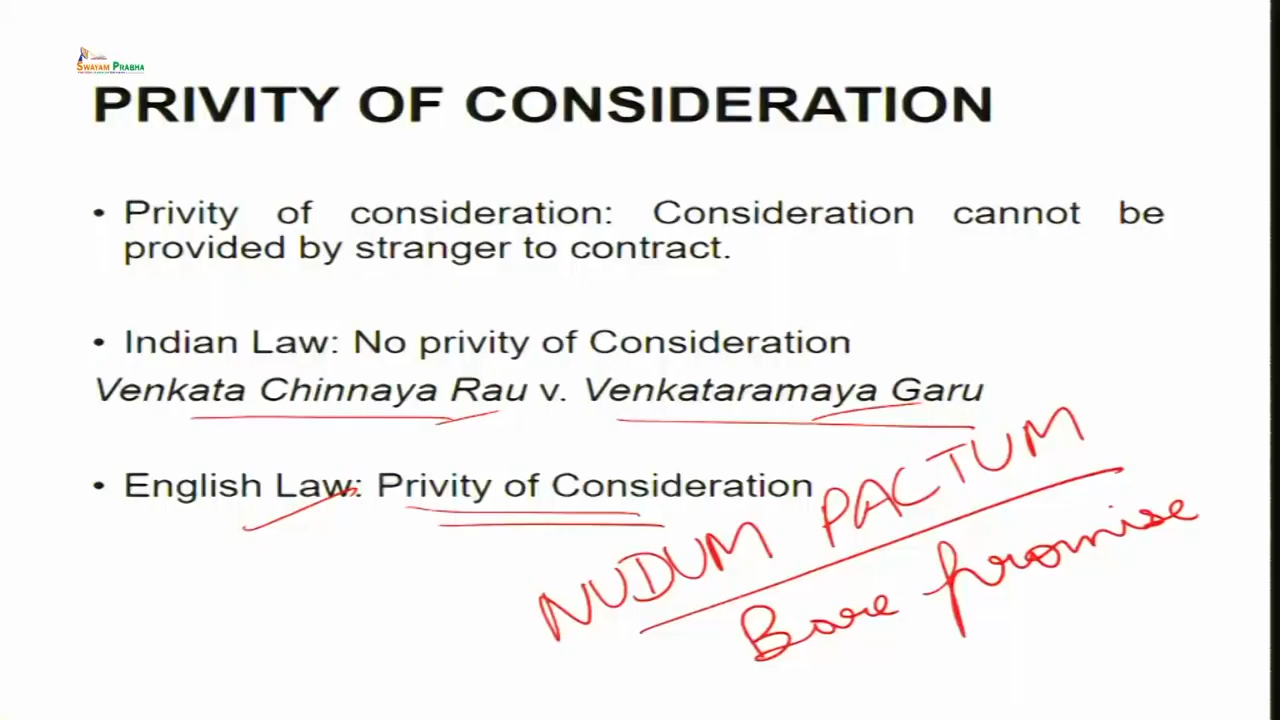 SWAYAM PRABHA
PRIVITY OF CONSIDERATION
• Privity of consideration: Consideration cannot be
provided by stranger to contract.
• Indian Law: No privity of Consideration
Venkata Chinnaya Rau v. Venkataramaya Garu
• English Law: Privity of Consideration
NUDUM PACTUM
Bare promise